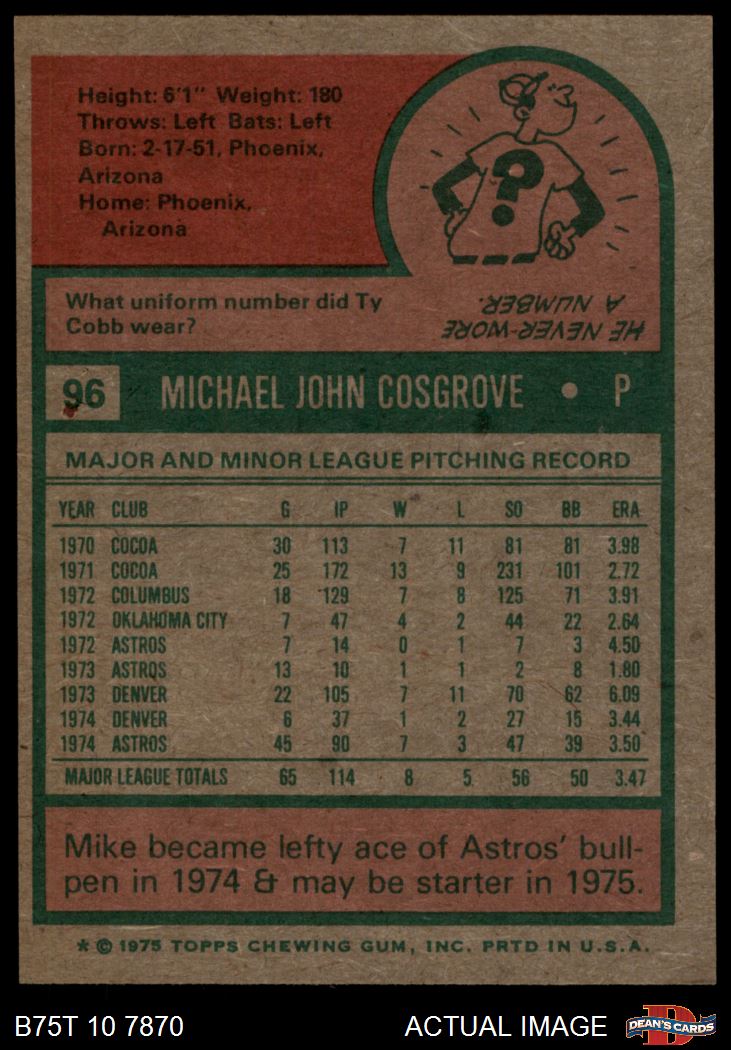 Height: 6'1" Weight: 180
Throws: Left Bats: Left
Born: 2-17-51, Phoenix,
Arizona
Home: Phoenix,
Arizona
?
What uniform number did Ty
Cobb wear?
HE NEVER WORE
A NUMBER.
96 MICHAEL JOHN COSGROVE • P
MAJOR AND MINOR LEAGUE PITCHING RECORD
YEAR CLUB G IP W L SO BB ERA
1970 COCOA 30 113 7 11 81 81 3.98
1971 COCOA 25 172 13 9 231 101 2.72
1972 COLUMBUS 18 129 7 8 125 71 3.91
1972 OKLAHOMA CITY 7 47 4 2 44 22 2.64
1972 ASTROS 7 14 0 1 7 3 4.50
1973 ASTROS 13 10 1 1 2 8 1.80
1973 DENVER 22 105 7 11 70 62 6.09
1974 DENVER 6 37 1 2 27 15 3.44
1974 ASTROS 45 90 7 3 47 39 3.50
MAJOR LEAGUE TOTALS 65 114 8 5 56 50 3.47
Mike became lefty ace of Astros' bull-
pen in 1974 & may be starter in 1975.
* © 1975 TOPPS CHEWING GUM, INC. PRTD IN U.S.A.
B75T 10 7870 ACTUAL IMAGE DEAN'S CARDS